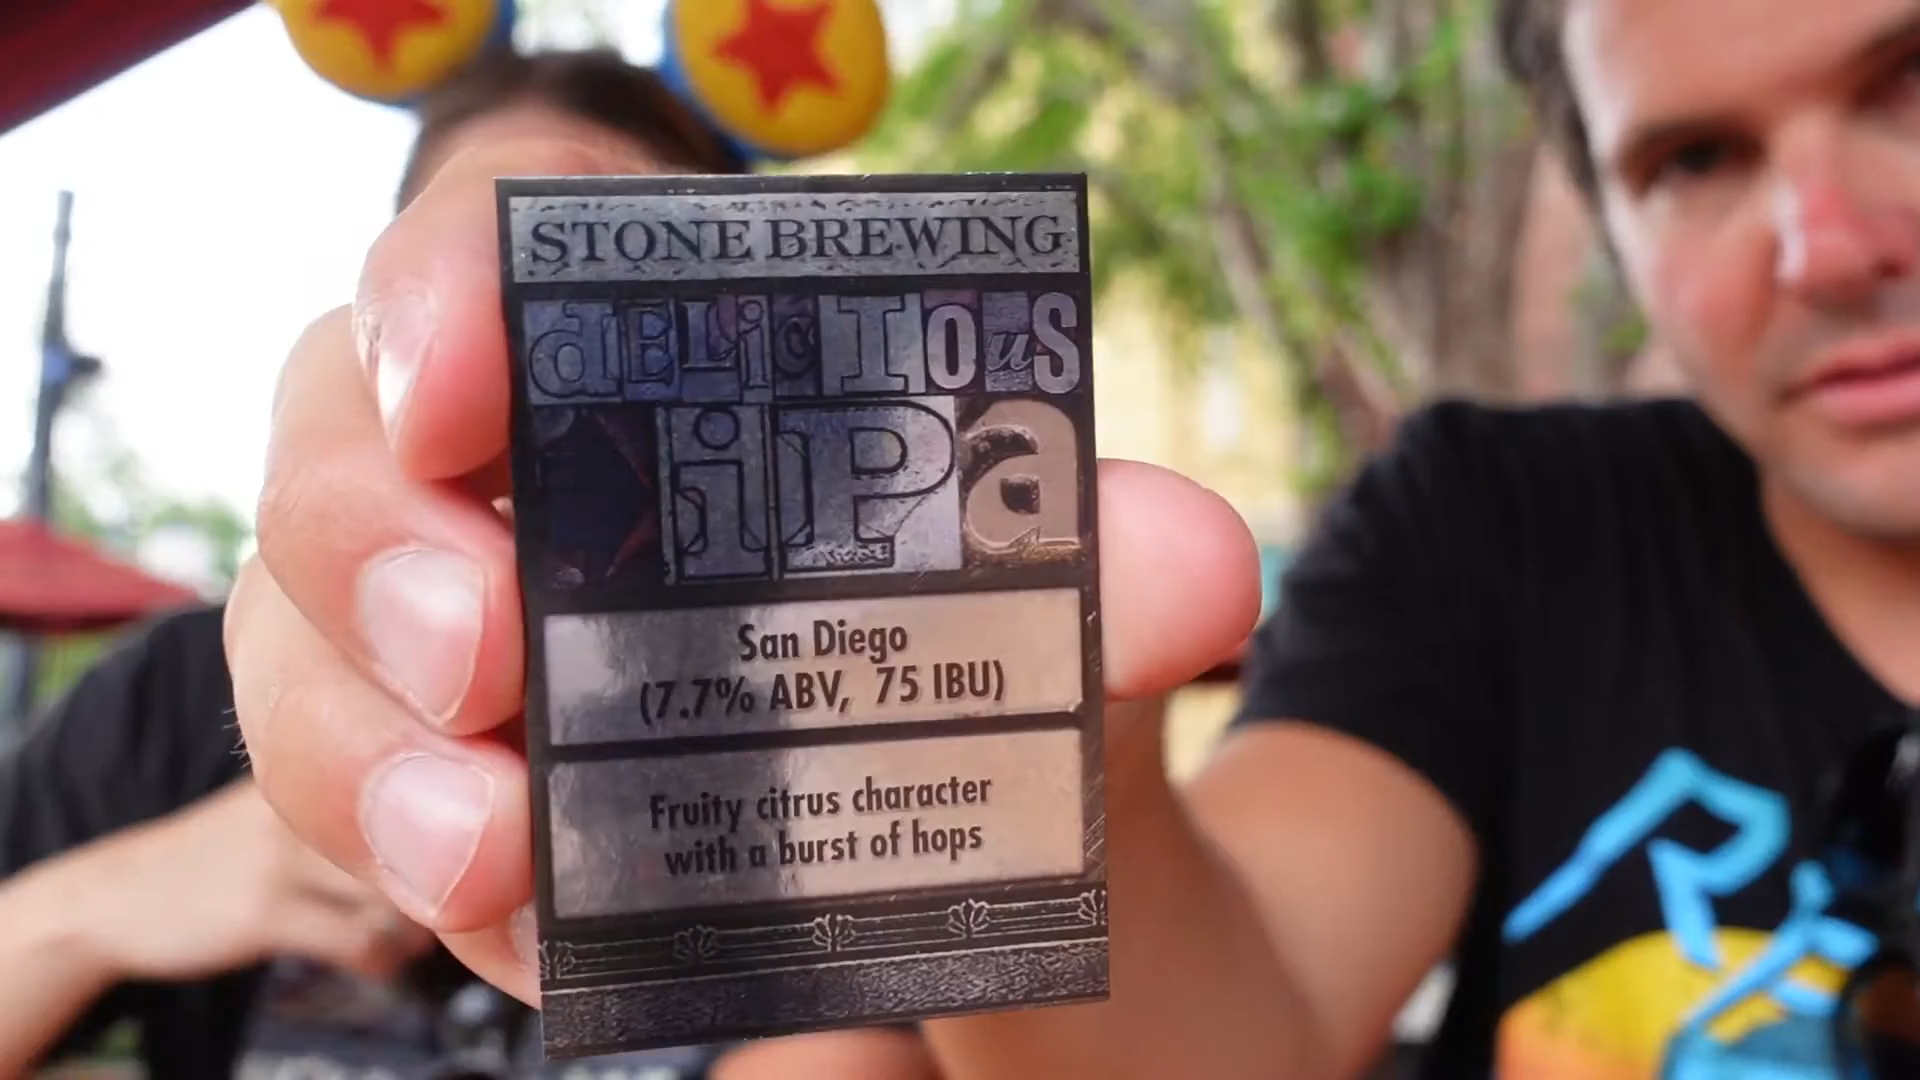 STONE BREWING
dELiCIOuS
iPa
San Diego
(7.7% ABV, 75 IBU)
Fruity citrus character
with a burst of hops